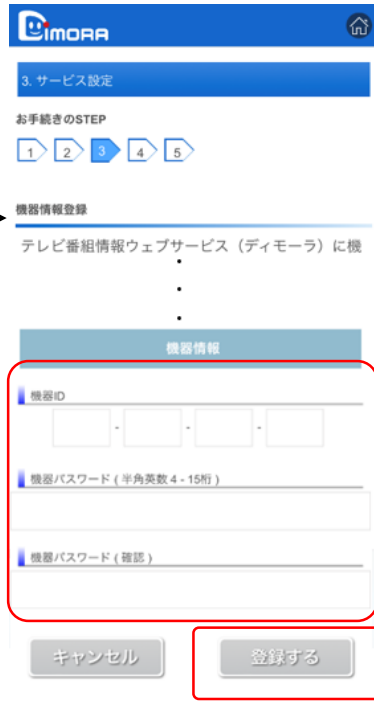 DiMORA
3. サービス設定
お手続きのSTEP
1 2 3 4 5
機器情報登録
テレビ番組情報ウェブサービス（ディモーラ）に機
・
・
・
機器情報
機器ID
- - -
機器パスワード ( 半角英数 4 - 15桁 )
機器パスワード ( 確認 )
キャンセル 登録する